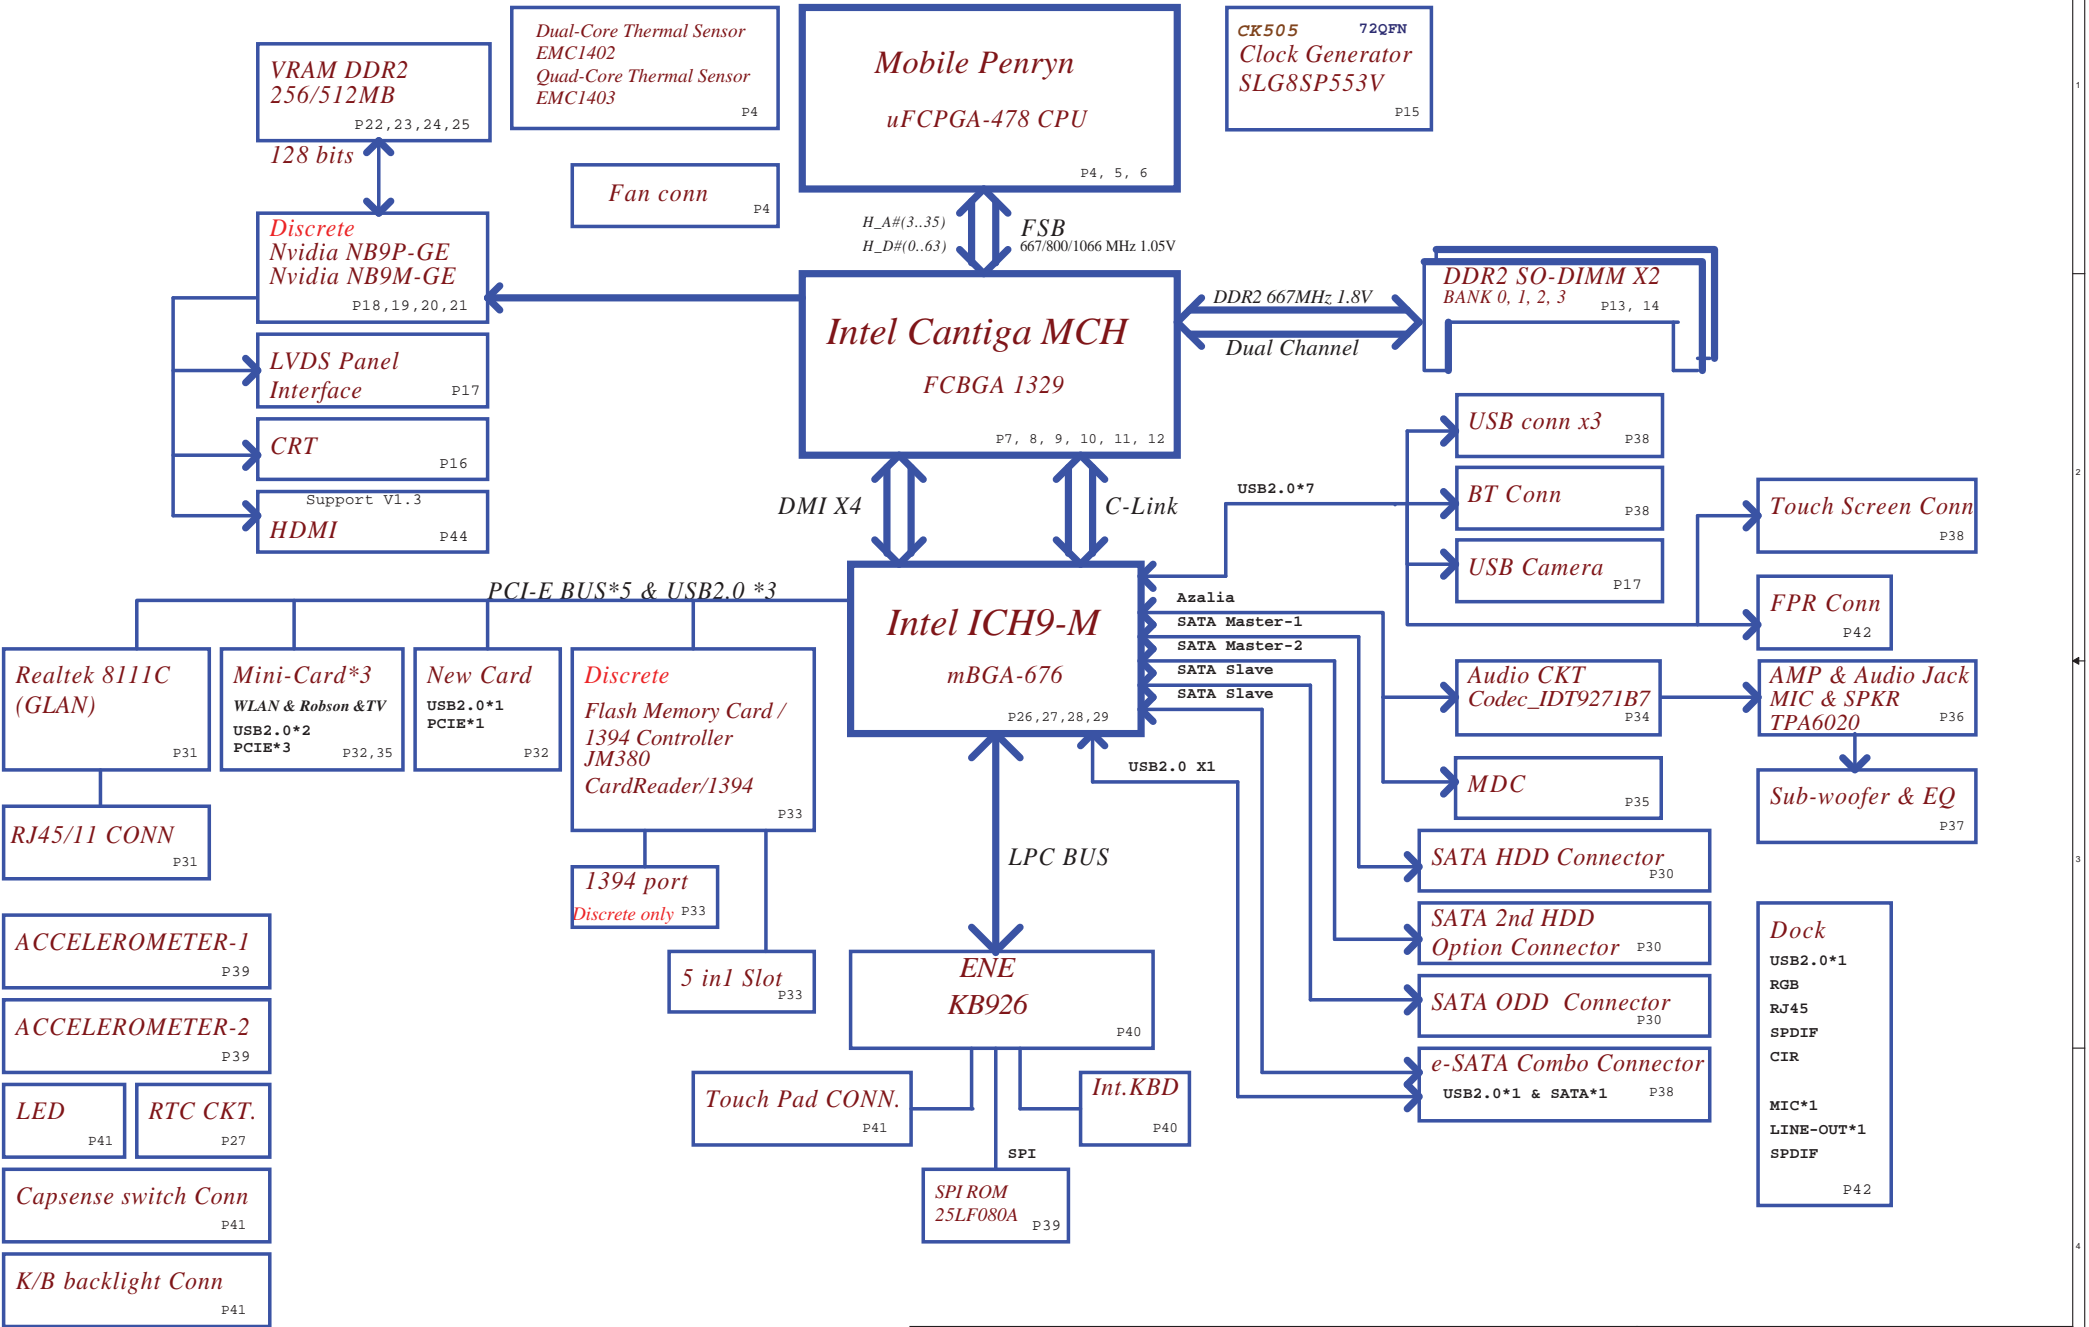 VRAM DDR2
256/512MB
P22,23,24,25
128 bits
Dual-Core Thermal Sensor
EMC1402
Quad-Core Thermal Sensor
EMC1403
P4
Fan conn
P4
Mobile Penryn
uFCPGA-478 CPU
P4, 5, 6
CK505 72QFN
Clock Generator
SLG8SP553V
P15
H_A#(3..35)
H_D#(0..63)
FSB
667/800/1066 MHz 1.05V
Discrete
Nvidia NB9P-GE
Nvidia NB9M-GE
P18,19,20,21
LVDS Panel
Interface
P17
CRT
P16
Support V1.3
HDMI
P44
Intel Cantiga MCH
FCBGA 1329
P7, 8, 9, 10, 11, 12
DDR2 667MHz 1.8V
Dual Channel
DDR2 SO-DIMM X2
BANK 0, 1, 2, 3
P13, 14
DMI X4
C-Link
USB2.0*7
USB conn x3
P38
BT Conn
P38
USB Camera
P17
Touch Screen Conn
P38
FPR Conn
P42
PCI-E BUS*5 & USB2.0 *3
Intel ICH9-M
mBGA-676
P26,27,28,29
Azalia
SATA Master-1
SATA Master-2
SATA Slave
SATA Slave
USB2.0 X1
Realtek 8111C
(GLAN)
P31
RJ45/11 CONN
P31
Mini-Card*3
WLAN & Robson &TV
USB2.0*2
PCIE*3
P32,35
New Card
USB2.0*1
PCIE*1
P32
Discrete
Flash Memory Card /
1394 Controller
JM380
CardReader/1394
P33
1394 port
Discrete only P33
5 in1 Slot
P33
Audio CKT
Codec_IDT9271B7
P34
AMP & Audio Jack
MIC & SPKR
TPA6020
P36
MDC
P35
Sub-woofer & EQ
P37
LPC BUS
SATA HDD Connector
P30
SATA 2nd HDD
Option Connector P30
SATA ODD Connector
P30
e-SATA Combo Connector
USB2.0*1 & SATA*1 P38
Dock
USB2.0*1
RGB
RJ45
SPDIF
CIR
MIC*1
LINE-OUT*1
SPDIF
P42
ENE
KB926
P40
Touch Pad CONN.
P41
Int.KBD
P40
SPI
SPI ROM
25LF080A
P39
ACCELEROMETER-1
P39
ACCELEROMETER-2
P39
LED
P41
RTC CKT.
P27
Capsense switch Conn
P41
K/B backlight Conn
P41
1
2
3
4